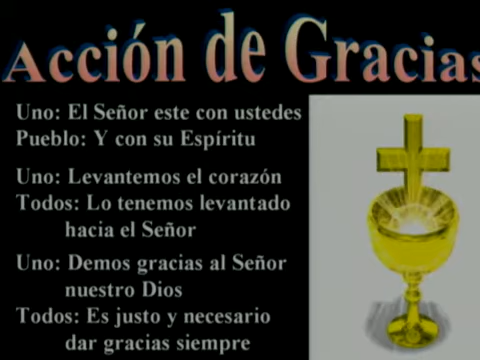 Acción de Gracias
Uno: El Señor este con ustedes
Pueblo: Y con su Espíritu
Uno: Levantemos el corazón
Todos: Lo tenemos levantado
hacia el Señor
Uno: Demos gracias al Señor
nuestro Dios
Todos: Es justo y necesario
dar gracias siempre